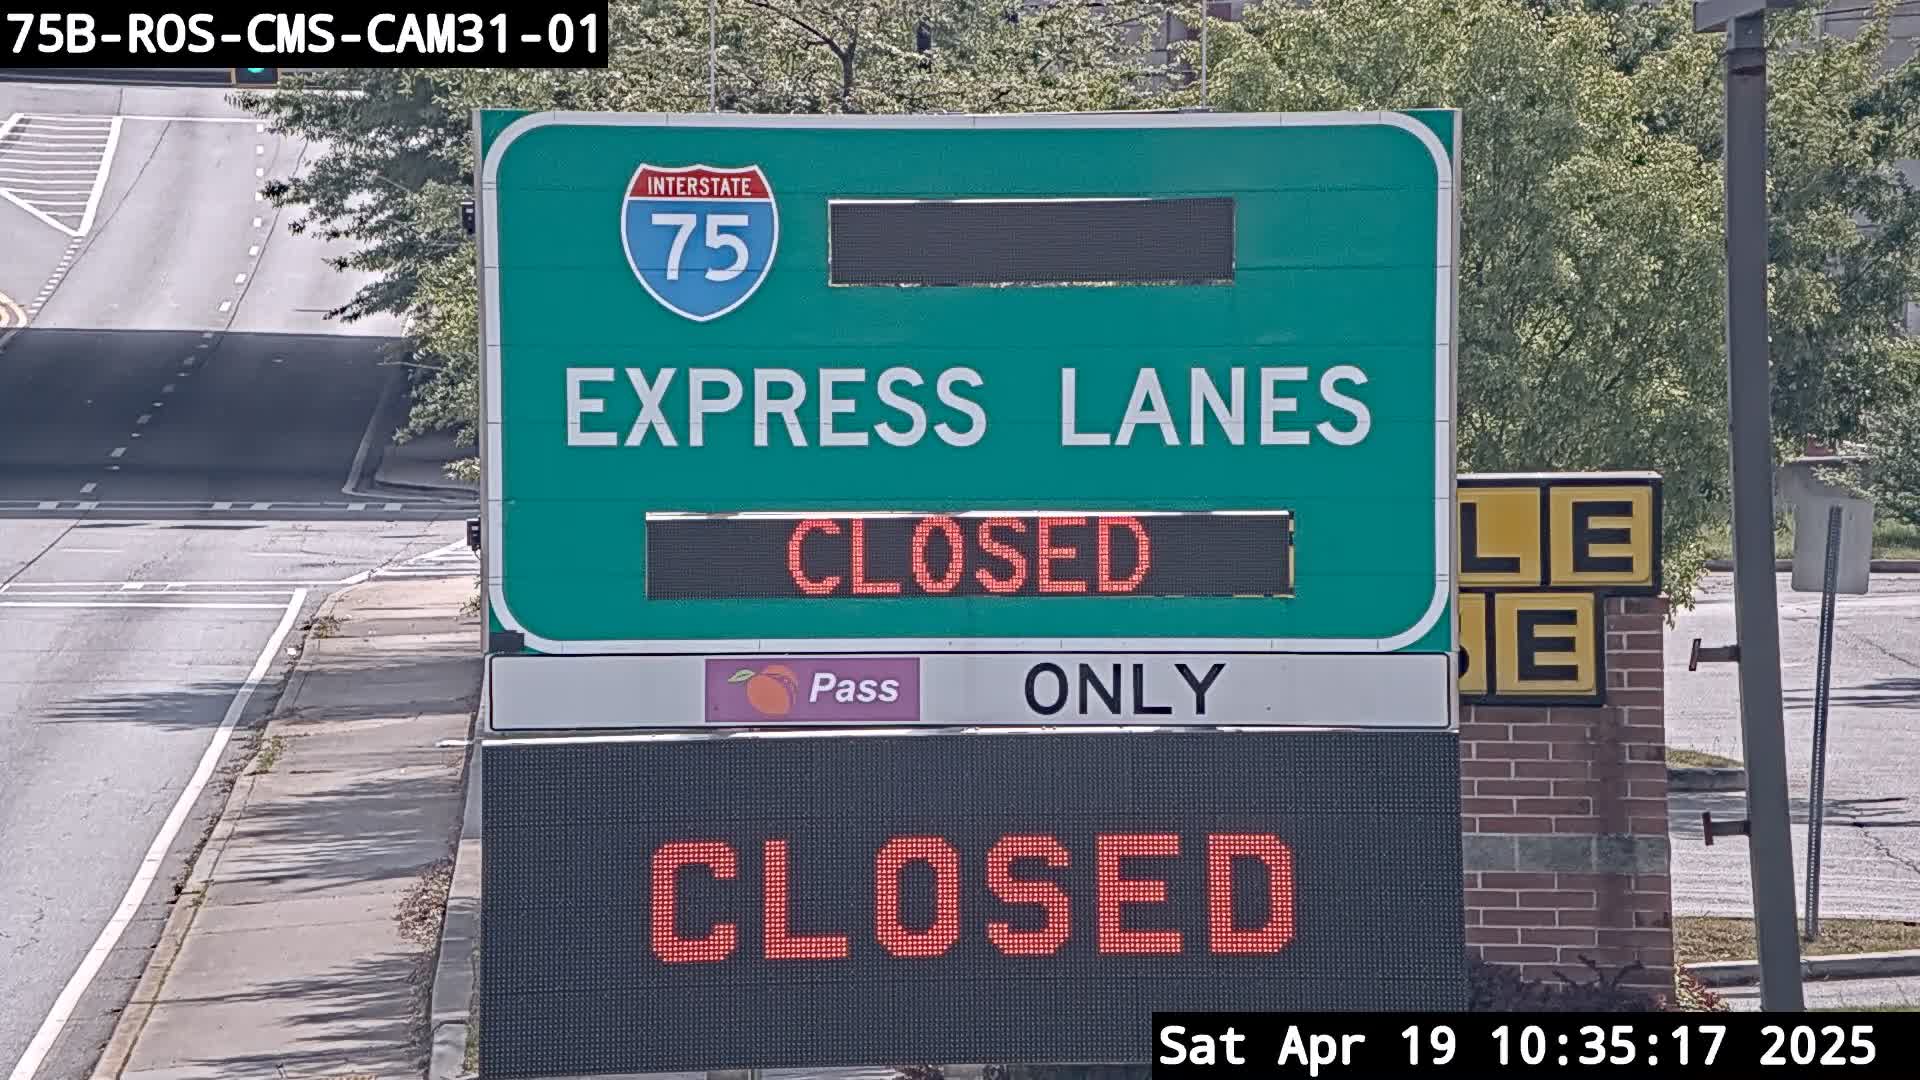 75B-ROS-CMS-CAM31-01
INTERSTATE
75
EXPRESS LANES
CLOSED
Pass ONLY
CLOSED
LE
E
Sat Apr 19 10:35:17 2025